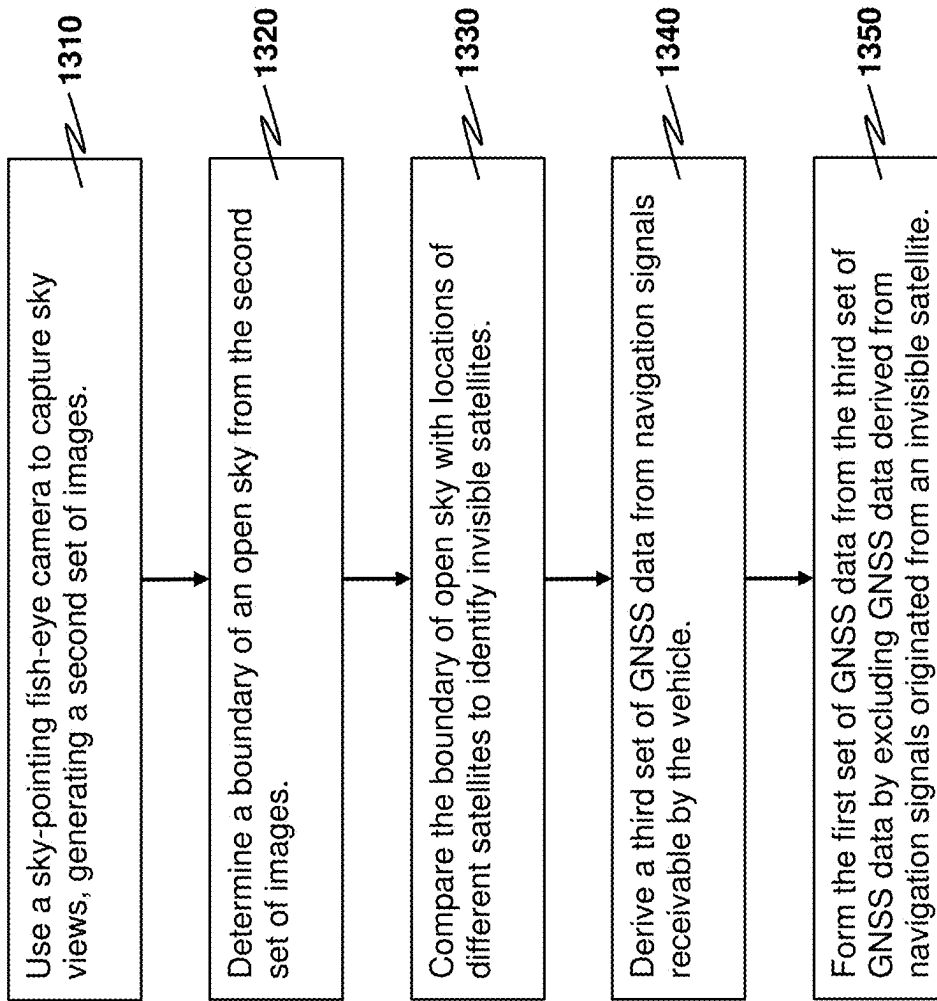 Use a sky-pointing fish-eye camera to capture sky
views, generating a second set of images.
1310
Determine a boundary of an open sky from the second
set of images.
1320
Compare the boundary of open sky with locations of
different satellites to identify invisible satellites.
1330
Derive a third set of GNSS data from navigation signals
receivable by the vehicle.
1340
Form the first set of GNSS data from the third set of
GNSS data by excluding GNSS data derived from
navigation signals originated from an invisible satellite.
1350